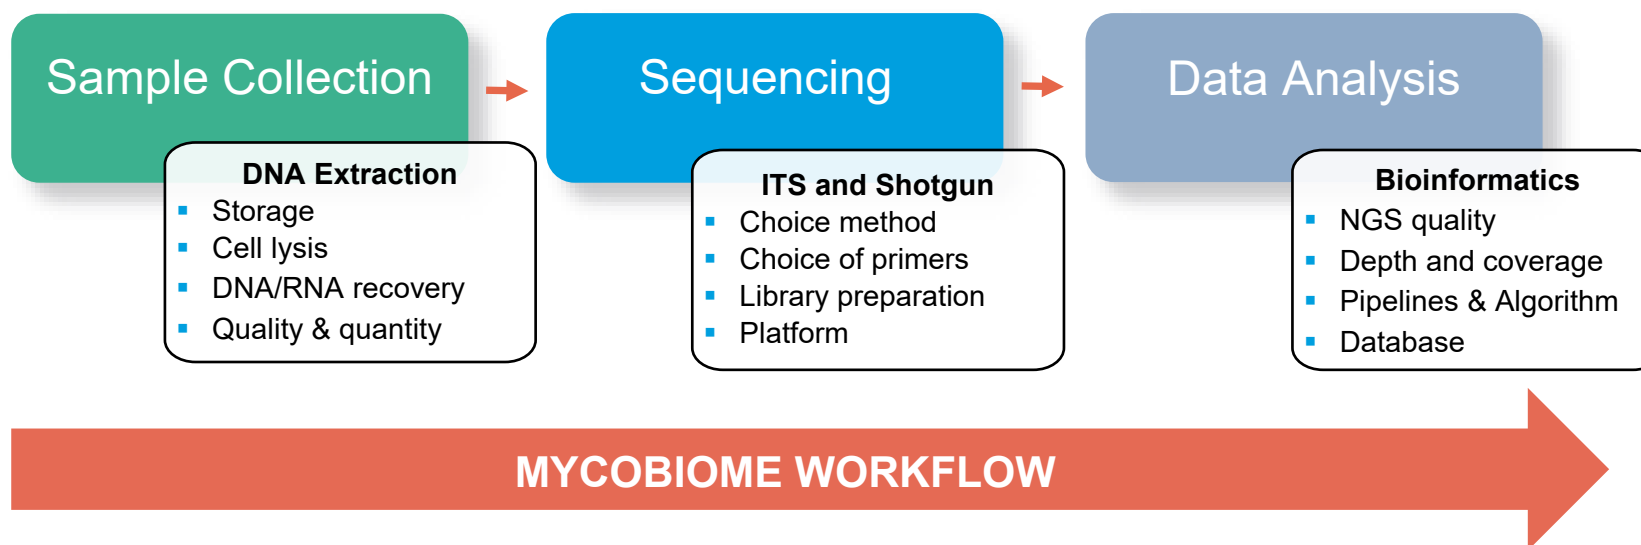 Sample Collection
DNA Extraction
▪ Storage
▪ Cell lysis
▪ DNA/RNA recovery
▪ Quality & quantity
Sequencing
ITS and Shotgun
▪ Choice method
▪ Choice of primers
▪ Library preparation
▪ Platform
Data Analysis
Bioinformatics
▪ NGS quality
▪ Depth and coverage
▪ Pipelines & Algorithm
▪ Database
MYCOBIOME WORKFLOW